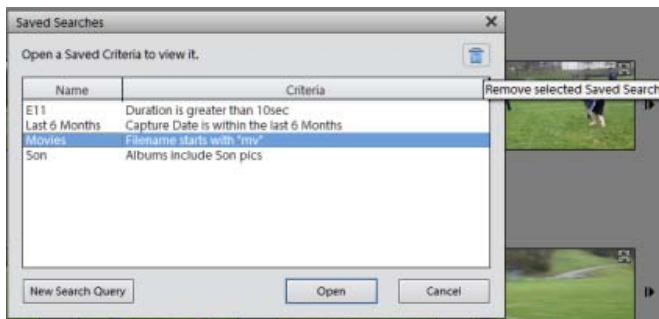 Saved Searches
Open a Saved Criteria to view it.
Remove selected Saved Search
Name Criteria
E11 Duration is greater than 10sec
Last 6 Months Capture Date is within the last 6 Months
Movies Filename starts with "mv"
Son Albums include Son pics
New Search Query Open Cancel